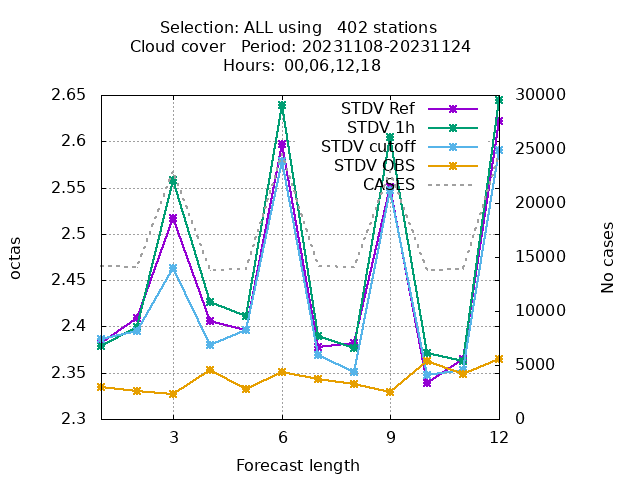 Selection: ALL using   402 stations
Cloud cover   Period: 20231108-20231124
Hours: 00,06,12,18
2.65
2.6
2.55
2.5
2.45
2.4
2.35
2.3
30000
25000
20000
15000
10000
5000
0
STDV Ref
STDV 1h
STDV cutoff
STDV OBS
CASES
octas
No cases
3
6
9
12
Forecast length